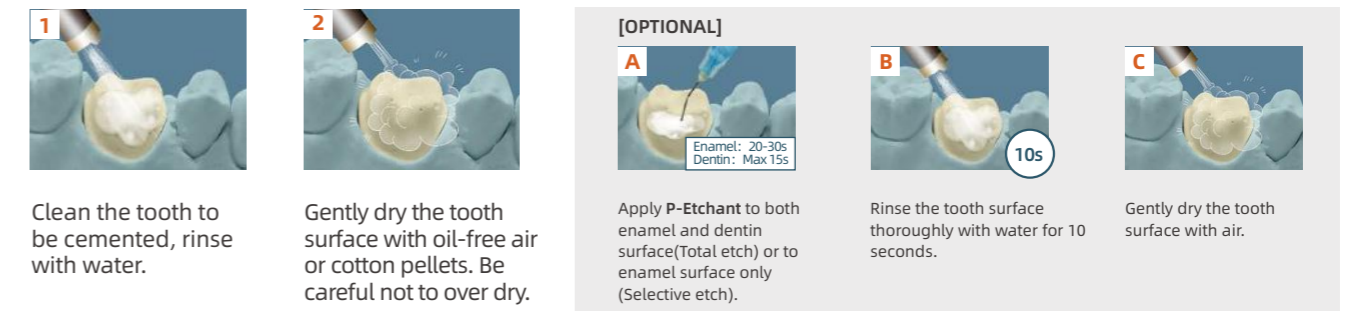 1
Clean the tooth to
be cemented, rinse
with water.
2
Gently dry the tooth
surface with oil-free air
or cotton pellets. Be
careful not to over dry.
[OPTIONAL]
A
Enamel: 20-30s
Dentin: Max 15s
Apply P-Etchant to both
enamel and dentin
surface(Total etch) or to
enamel surface only
(Selective etch).
B
10s
Rinse the tooth surface
thoroughly with water for 10
seconds.
C
Gently dry the tooth
surface with air.